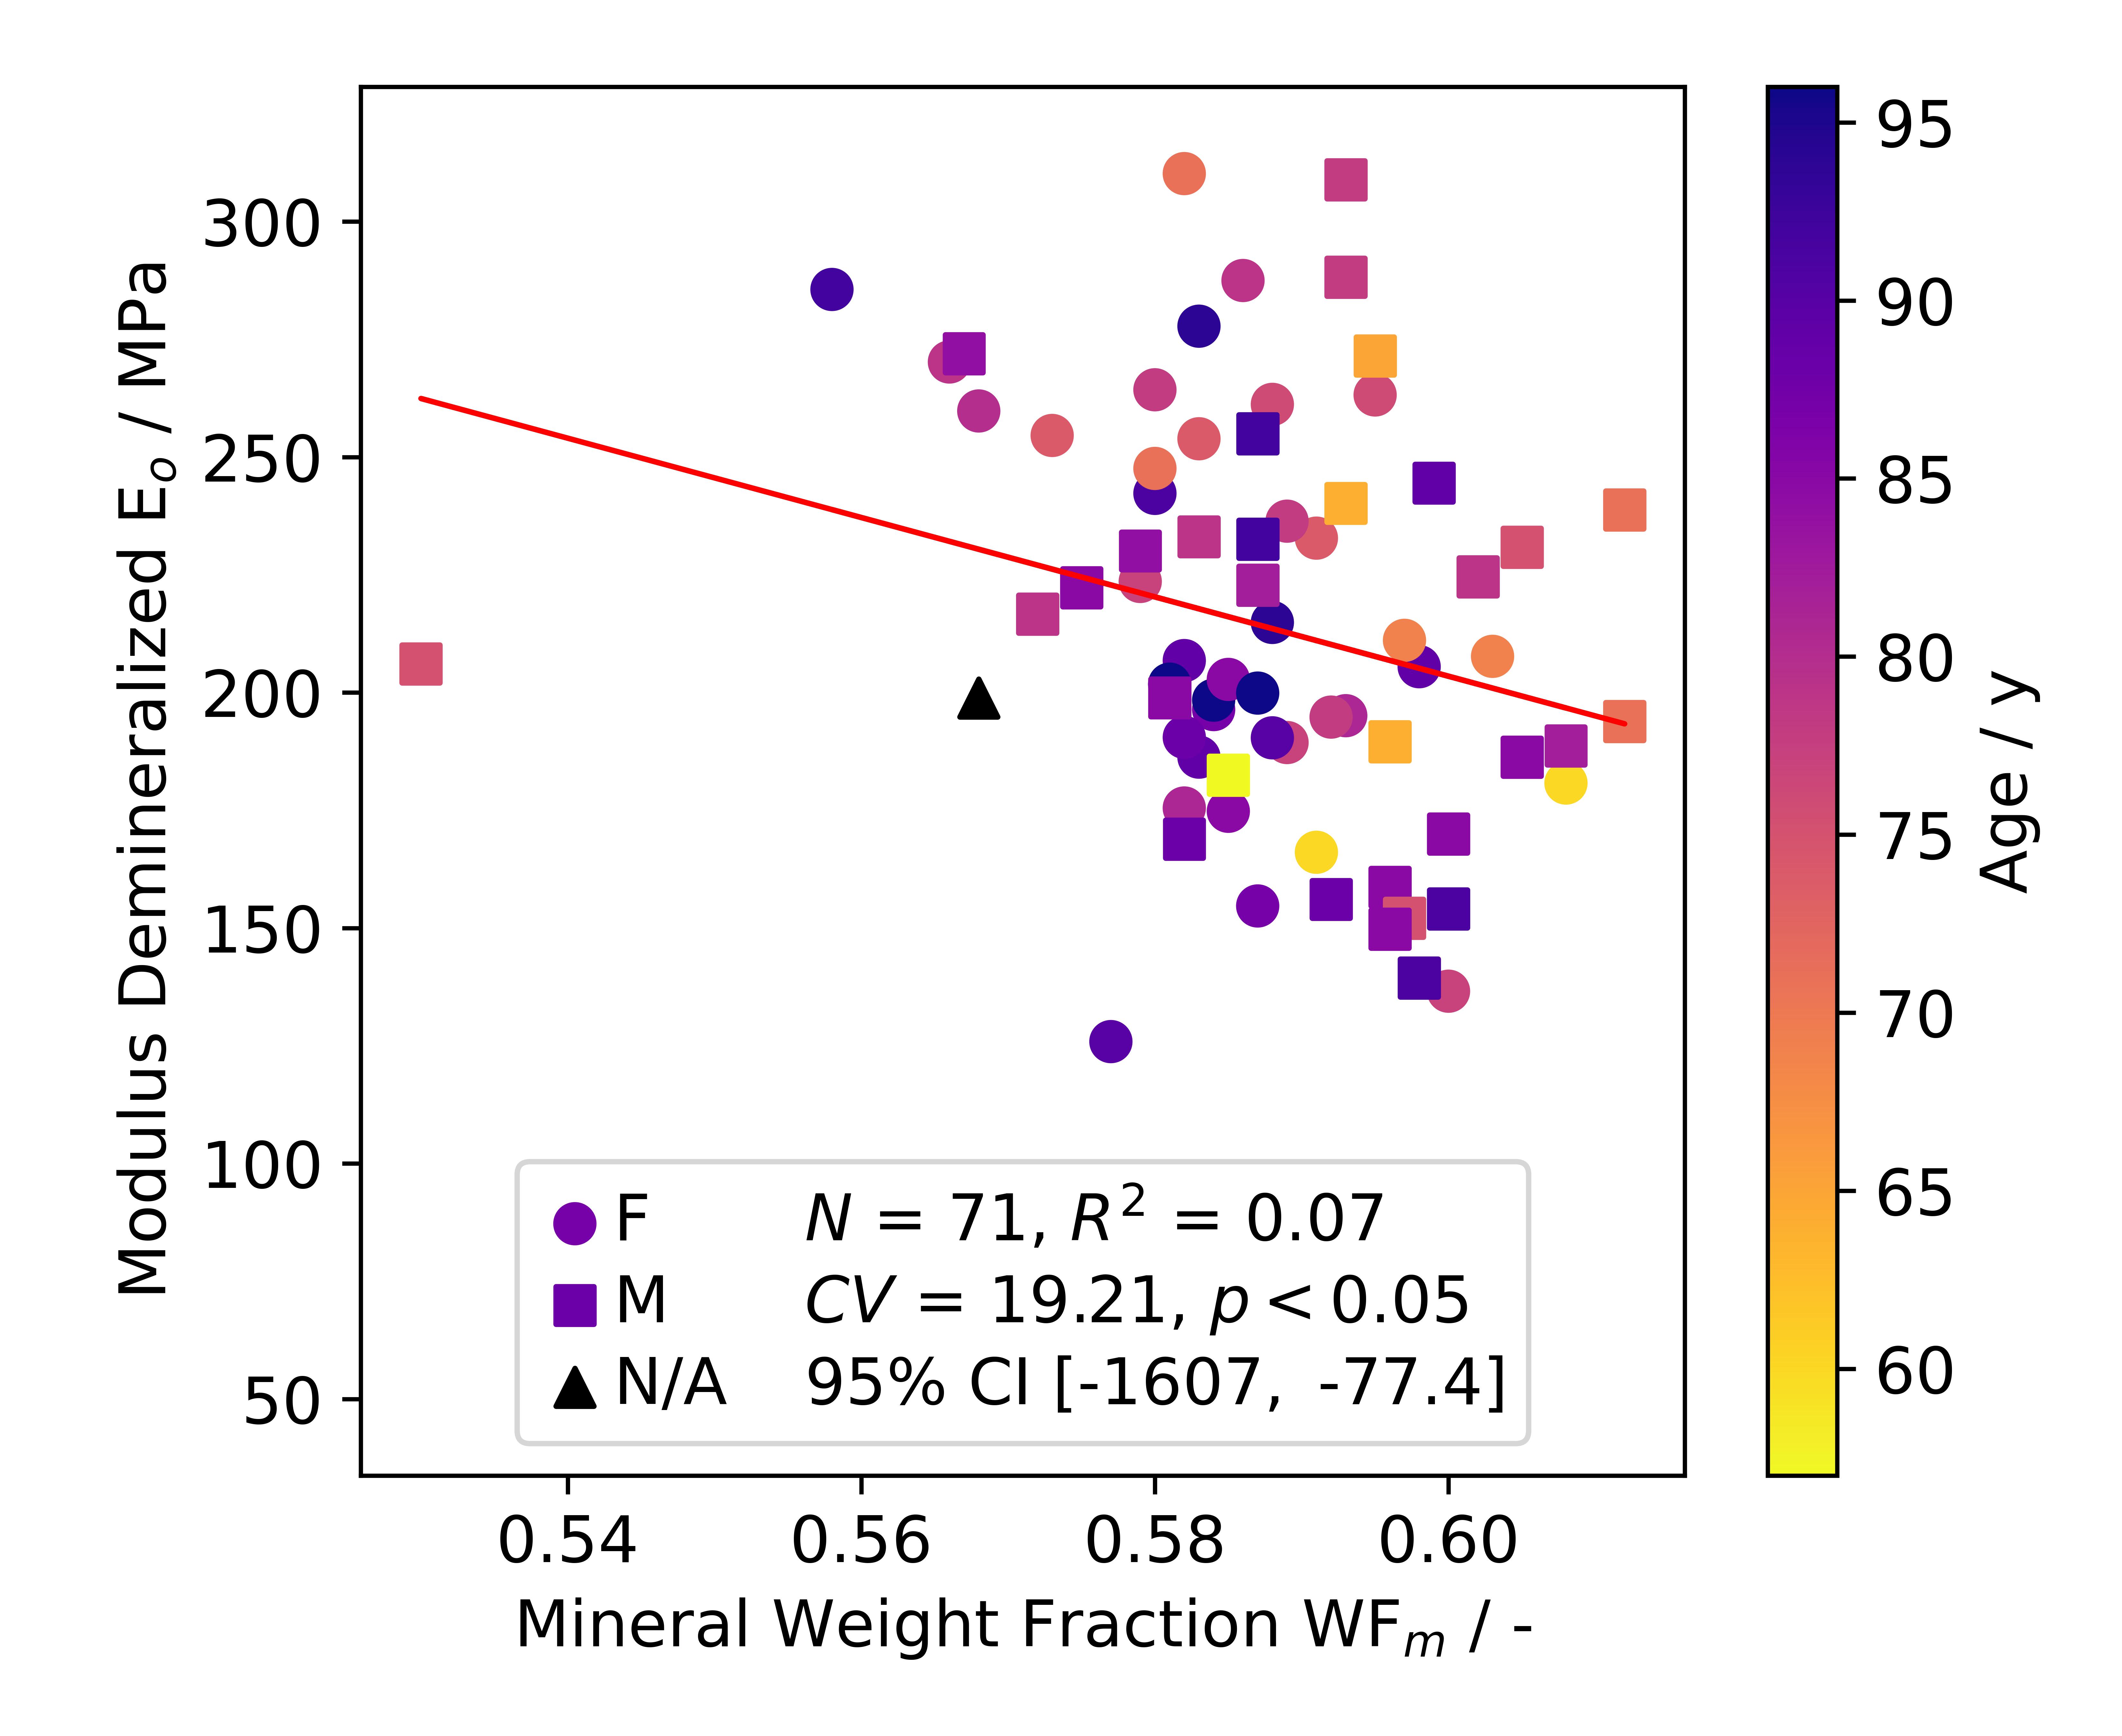 300
250
200
150
100
50
Modulus Demineralized E_o / MPa
0.54 0.56 0.58 0.60
Mineral Weight Fraction WF_m / -
F N = 71, R² = 0.07
M CV = 19.21, p < 0.05
N/A 95% CI [-1607, -77.4]
95
90
85
80
75
70
65
60
Age / y